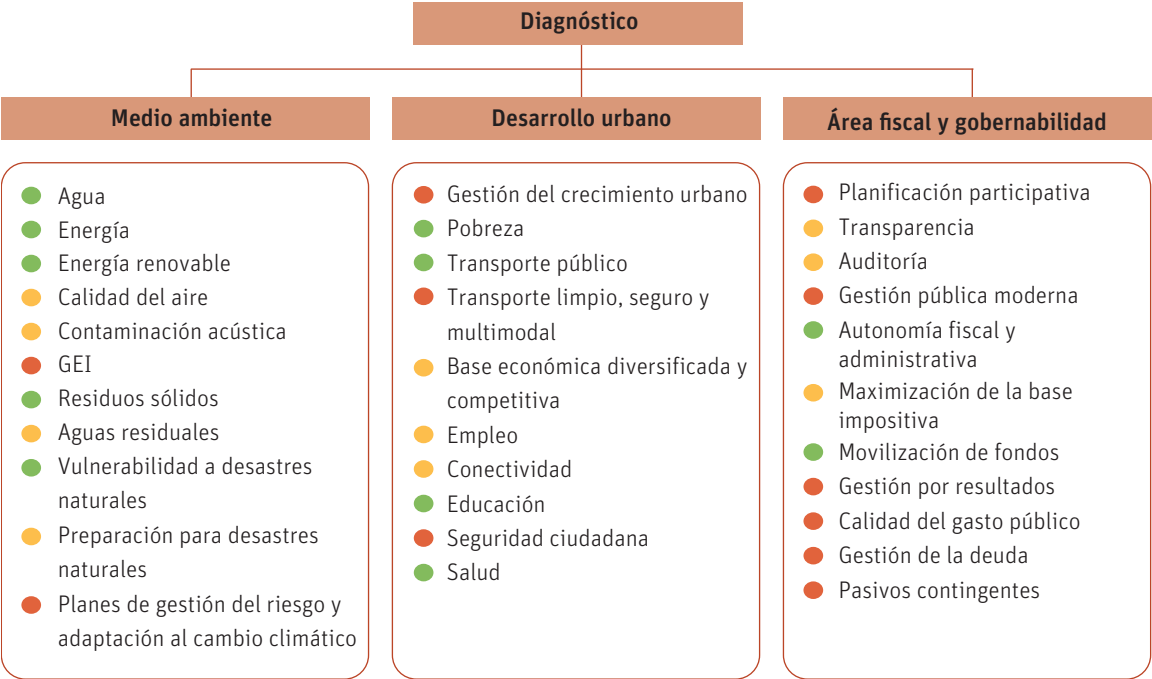 Diagnóstico
Medio ambiente
Agua
Energía
Energía renovable
Calidad del aire
Contaminación acústica
GEI
Residuos sólidos
Aguas residuales
Vulnerabilidad a desastres
naturales
Preparación para desastres
naturales
Planes de gestión del riesgo y
adaptación al cambio climático
Desarrollo urbano
Gestión del crecimiento urbano
Pobreza
Transporte público
Transporte limpio, seguro y
multimodal
Base económica diversificada y
competitiva
Empleo
Conectividad
Educación
Seguridad ciudadana
Salud
Área fiscal y gobernabilidad
Planificación participativa
Transparencia
Auditoría
Gestión pública moderna
Autonomía fiscal y
administrativa
Maximización de la base
impositiva
Movilización de fondos
Gestión por resultados
Calidad del gasto público
Gestión de la deuda
Pasivos contingentes